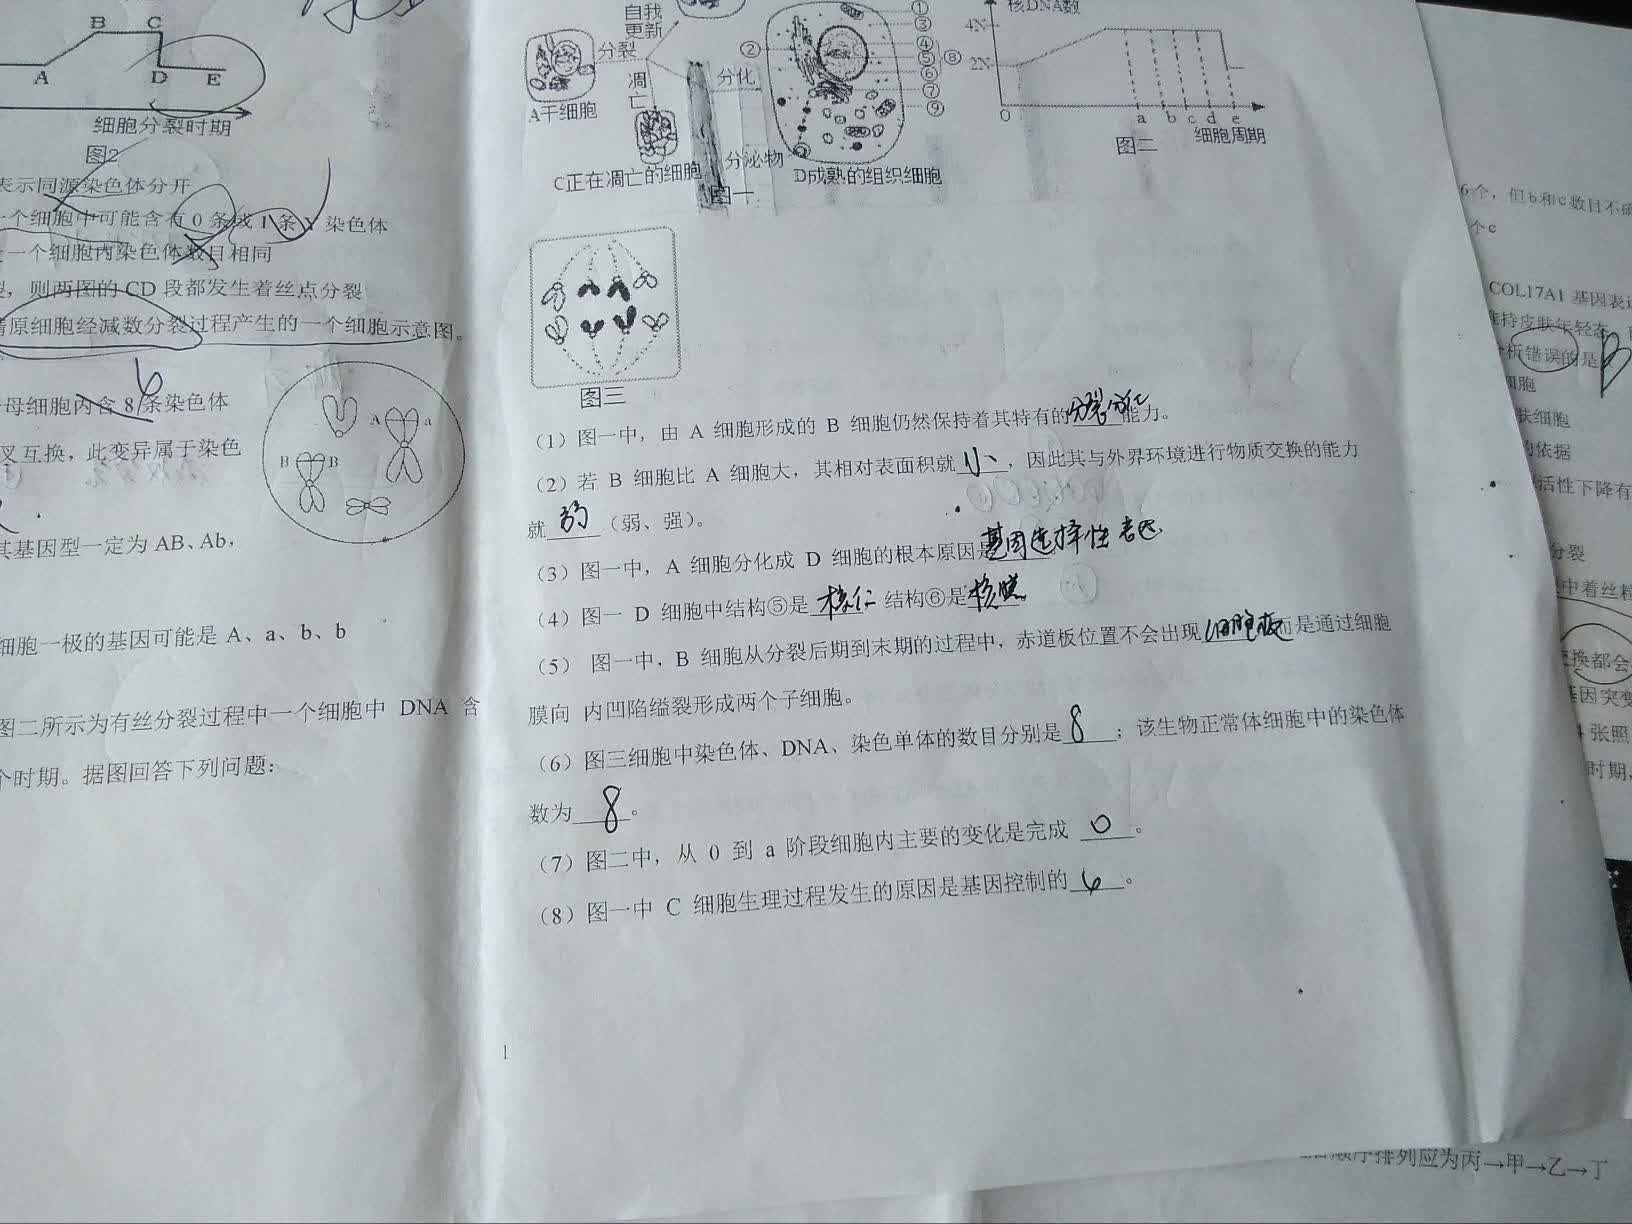 B C
A D E
细胞分裂时期
图2
表示同源染色体分开
一个细胞中可能含有 0 条或 1 条 Y 染色体
一个细胞内染色体数目相同
则两图的 CD 段都发生着丝点分裂
原细胞经减数分裂过程产生的一个细胞示意图。
6
母细胞内含 8 条染色体
叉互换，此变异属于染色
A a
B B
其基因型一定为 AB、Ab，
细胞一极的基因可能是 A、a、b、b
图二所示为有丝分裂过程中一个细胞中 DNA 含
个时期。据图回答下列问题：
自我
更新
分裂
凋
亡
A干细胞
C正在凋亡的细胞
分化
分泌物
图一
① ③ ④ ⑤ ⑥ ⑦ ⑨ ② ⑧
D成熟的组织细胞
核DNA数
4N
2N
0 a b c d e
细胞周期
图二
图三
（1）图一中，由 A 细胞形成的 B 细胞仍然保持着其特有的分裂分化能力。
（2）若 B 细胞比 A 细胞大，其相对表面积就小，因此其与外界环境进行物质交换的能力
就弱（弱、强）。
（3）图一中，A 细胞分化成 D 细胞的根本原因是基因选择性表达
（4）图一 D 细胞中结构⑤是核仁结构⑥是核膜
（5） 图一中，B 细胞从分裂后期到末期的过程中，赤道板位置不会出现细胞板而是通过细胞
膜向 内凹陷缢裂形成两个子细胞。
（6）图三细胞中染色体、DNA、染色单体的数目分别是8；该生物正常体细胞中的染色体
数为8。
（7）图二中，从 0 到 a 阶段细胞内主要的变化是完成 0。
（8）图一中 C 细胞生理过程发生的原因是基因控制的6。
1
6个，但b和c数目不
个c
COL17A1 基因表
持皮肤年轻态，
析错误的是
B
细胞
肤细胞
的依据
活性下降有
分裂
中着丝粒
换都会
基因突变
张照
时期，
顺序排列应为丙→甲→乙→丁